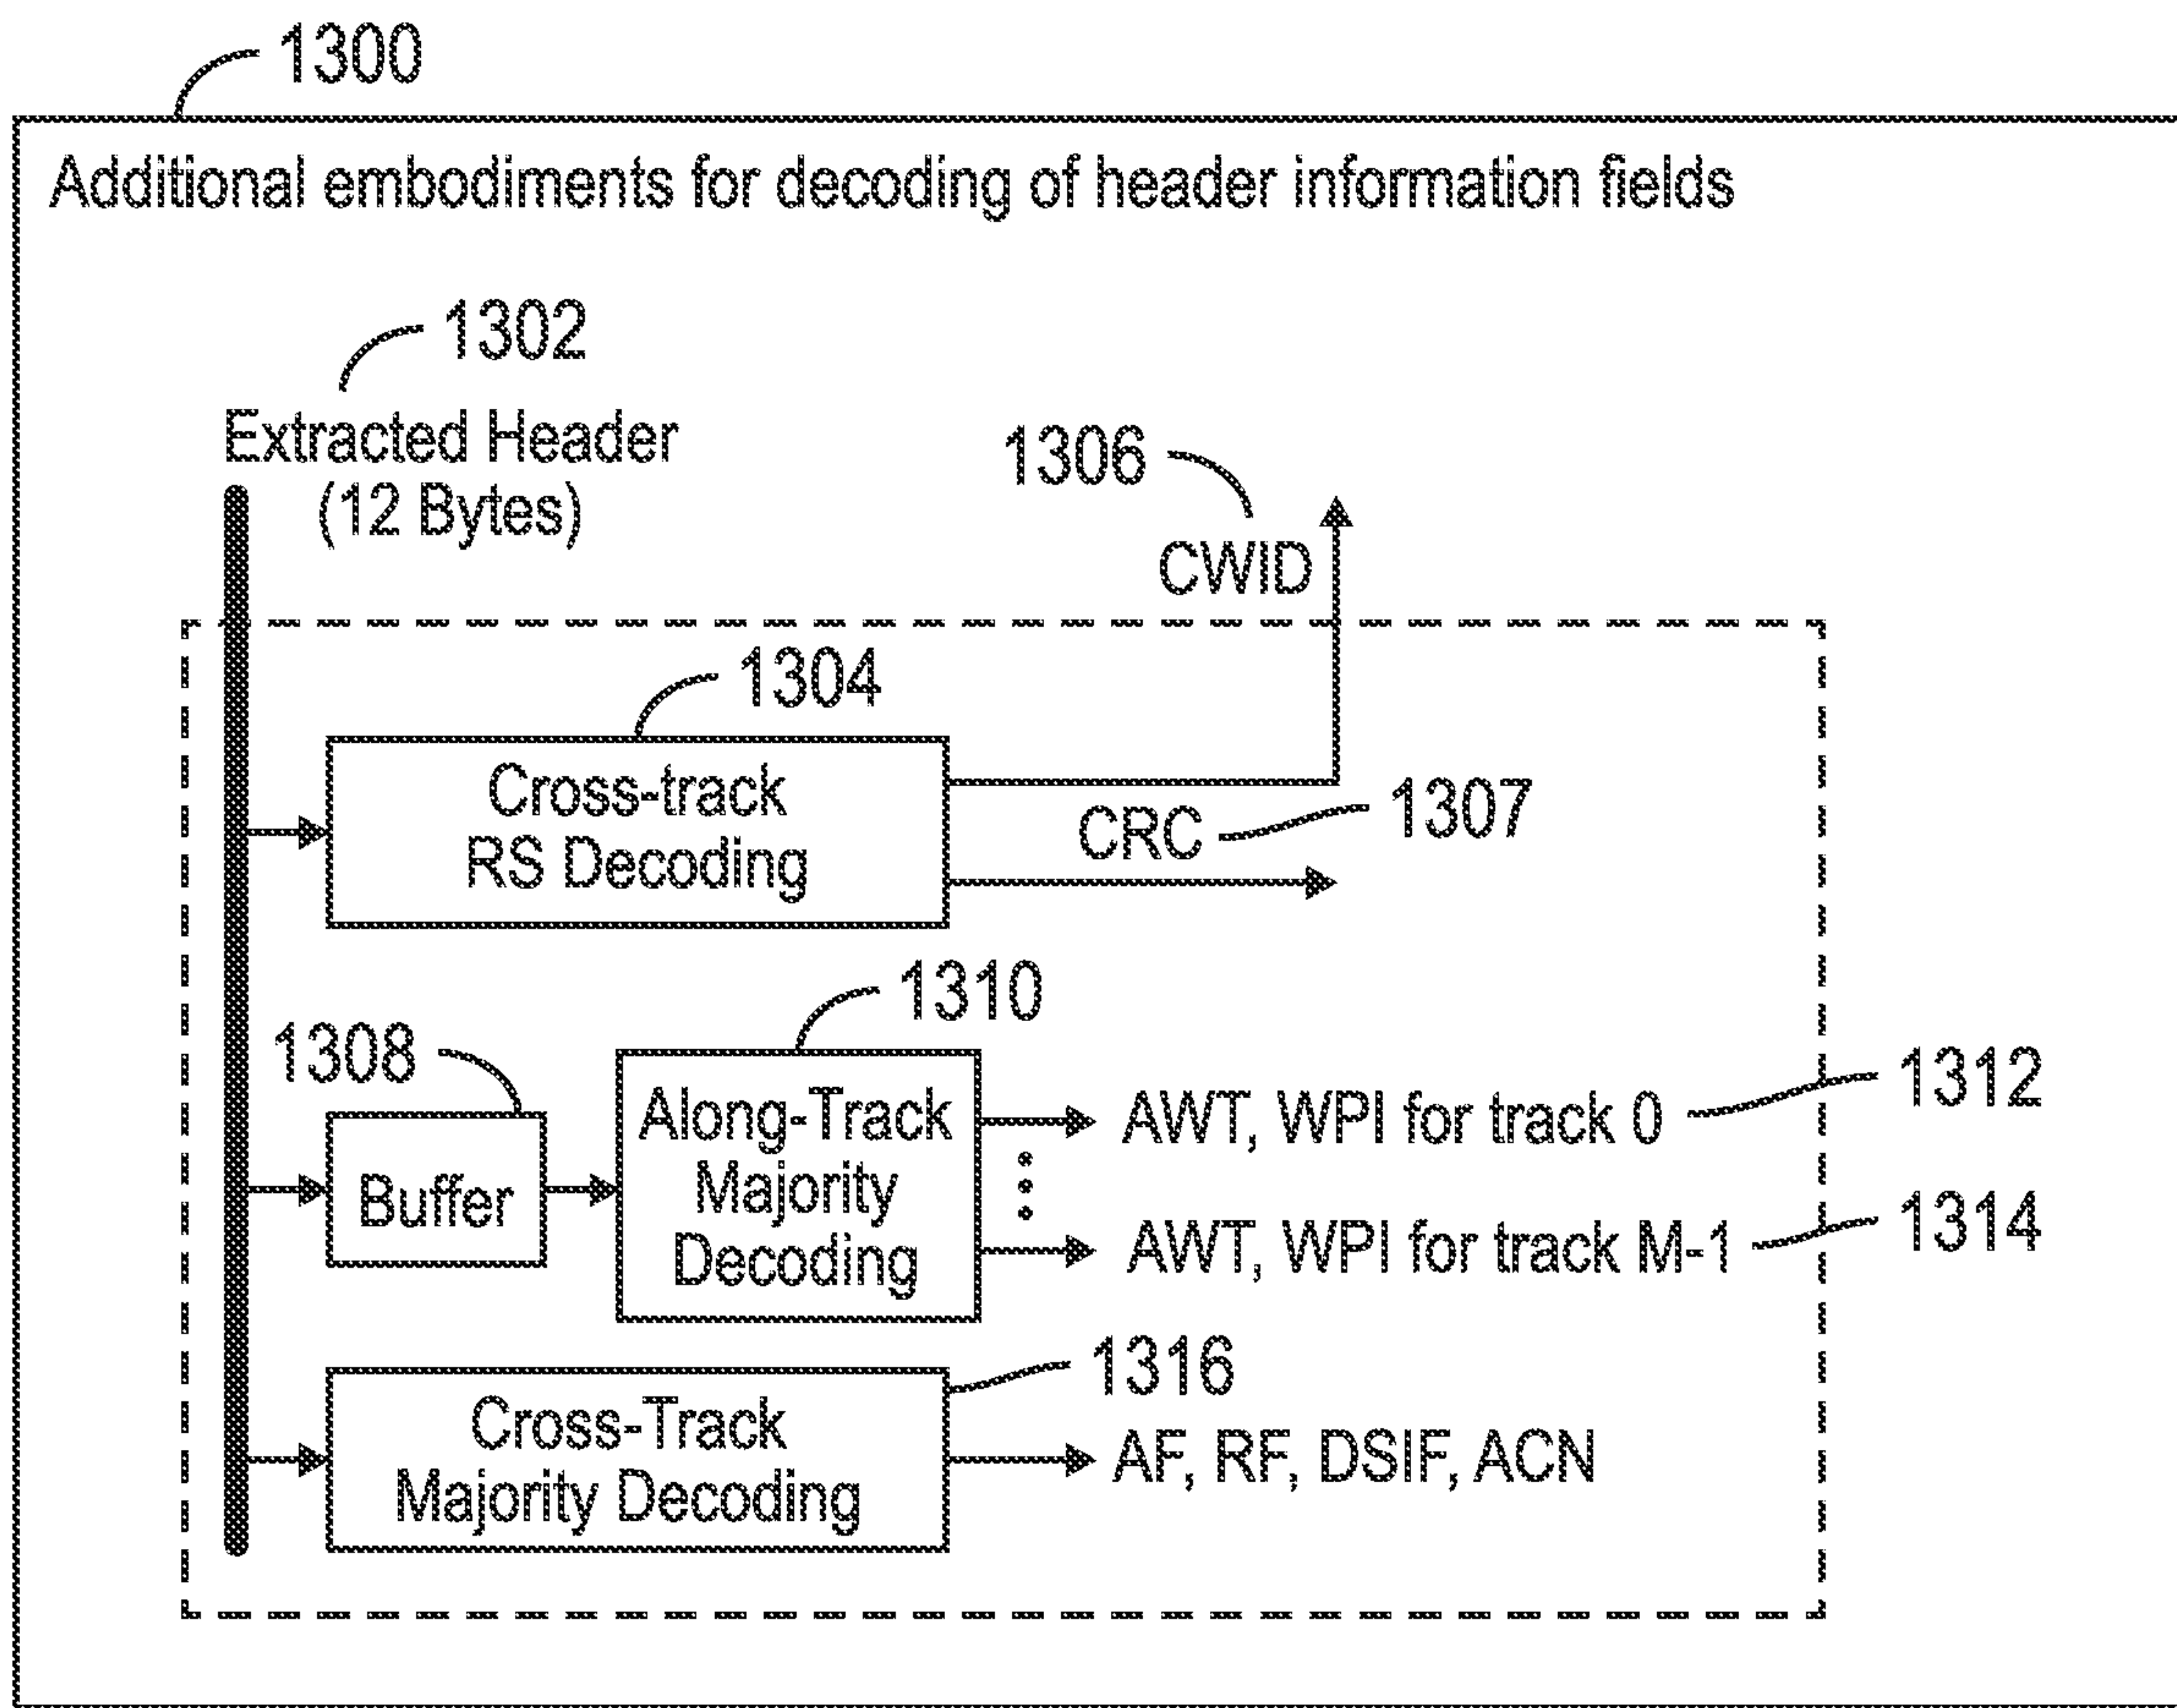 1300
Additional embodiments for decoding of header information fields
1302
Extracted Header
(12 Bytes)
1306
CWID
1304
Cross-track
RS Decoding
CRC
1307
1310
1308
Buffer
Along-Track
Majority
Decoding
AWT, WPI for track 0
1312
AWT, WPI for track M-1
1314
1316
Cross-Track
Majority Decoding
AF, RF, DSIF, ACN